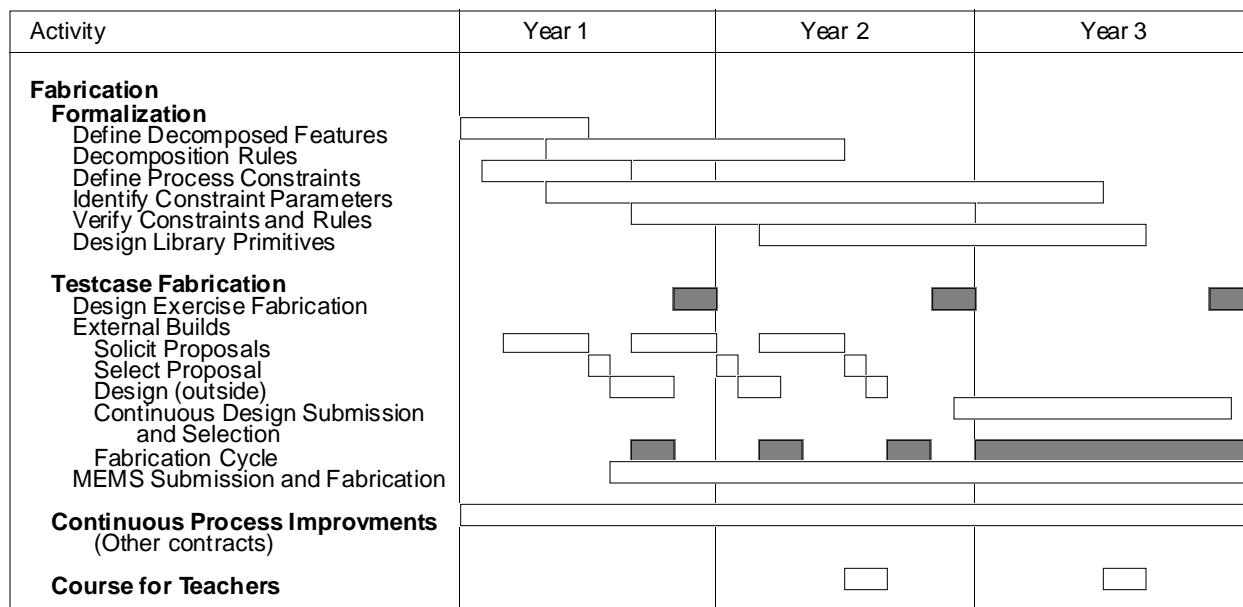 Activity Year 1 Year 2 Year 3
Fabrication
Formalization
Define Decomposed Features
Decomposition Rules
Define Process Constraints
Identify Constraint Parameters
Verify Constraints and Rules
Design Library Primitives
Testcase Fabrication
Design Exercise Fabrication
External Builds
Solicit Proposals
Select Proposal
Design (outside)
Continuous Design Submission
and Selection
Fabrication Cycle
MEMS Submission and Fabrication
Continuous Process Improvments
(Other contracts)
Course for Teachers